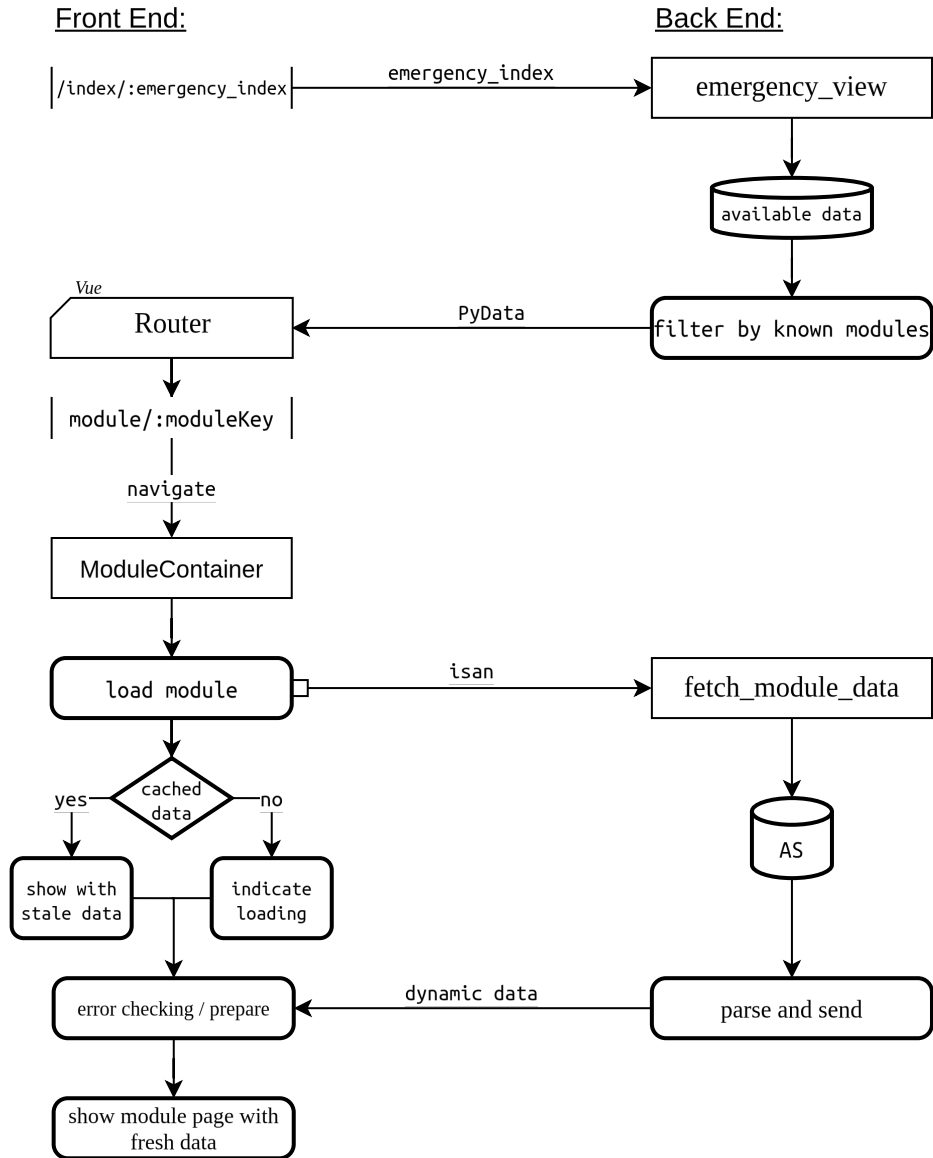 Front End:
Back End:
/index/:emergency_index
emergency_index
emergency_view
available data
Vue
Router
PyData
filter by known modules
module/:moduleKey
navigate
ModuleContainer
load module
isan
fetch_module_data
cached
data
yes
no
AS
show with
stale data
indicate
loading
error checking / prepare
dynamic data
parse and send
show module page with
fresh data